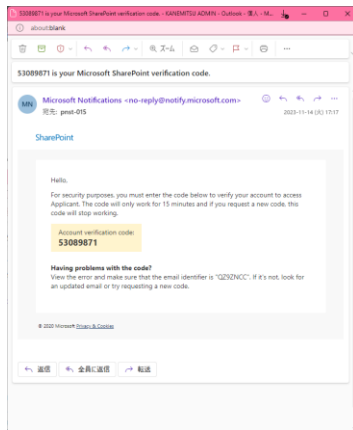 53089871 is your Microsoft SharePoint verification code. - KANEMITSU ADMIN - Outlook - 個人 - M...
about:blank
ズーム
53089871 is your Microsoft SharePoint verification code.
MN
Microsoft Notifications <no-reply@notify.microsoft.com>
宛先: pnst-015
2023-11-14 (火) 17:17
SharePoint
Hello,
For security purposes, you must enter the code below to verify your account to access
Applicant. The code will only work for 15 minutes and if you request a new code, this
code will stop working.
Account verification code:
53089871
Having problems with the code?
View the error and make sure that the email identifier is "QZ9ZNCC". If it's not, look for
an updated email or try requesting a new code.
© 2020 Microsoft Privacy & Cookies
返信
全員に返信
転送